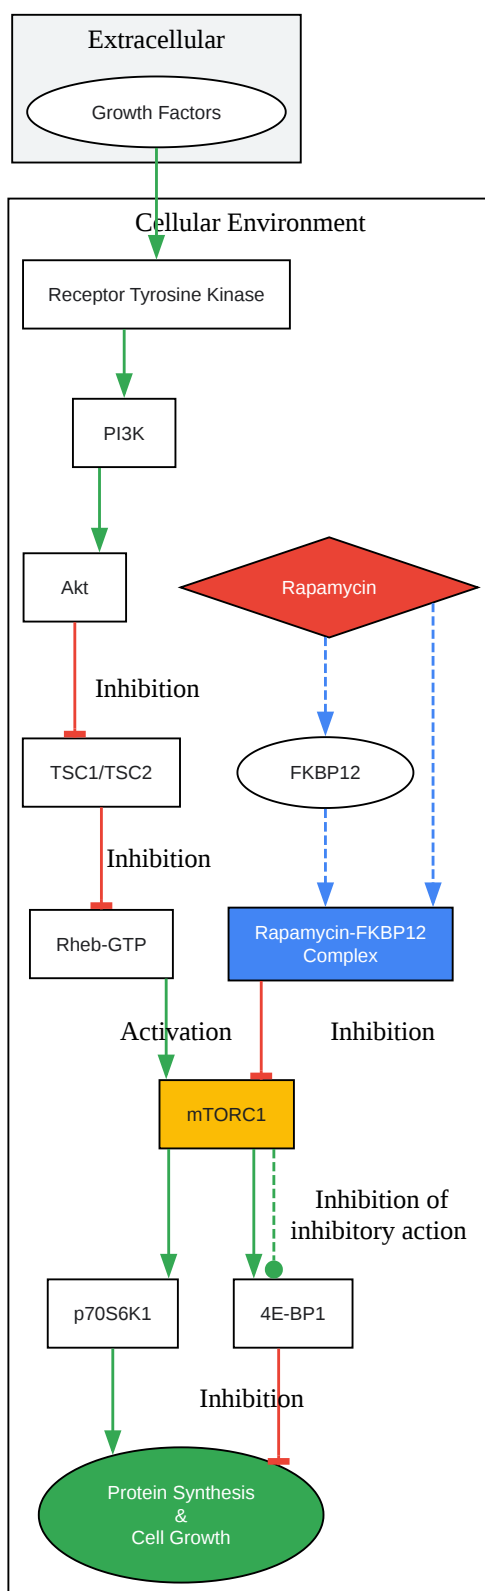 Extracellular
Growth Factors
Cellular Environment
Receptor Tyrosine Kinase
PI3K
Akt
Rapamycin
Inhibition
TSC1/TSC2
FKBP12
Inhibition
Rheb-GTP
Rapamycin-FKBP12
Complex
Activation
Inhibition
mTORC1
Inhibition of
inhibitory action
p70S6K1
4E-BP1
Inhibition
Protein Synthesis
&
Cell Growth